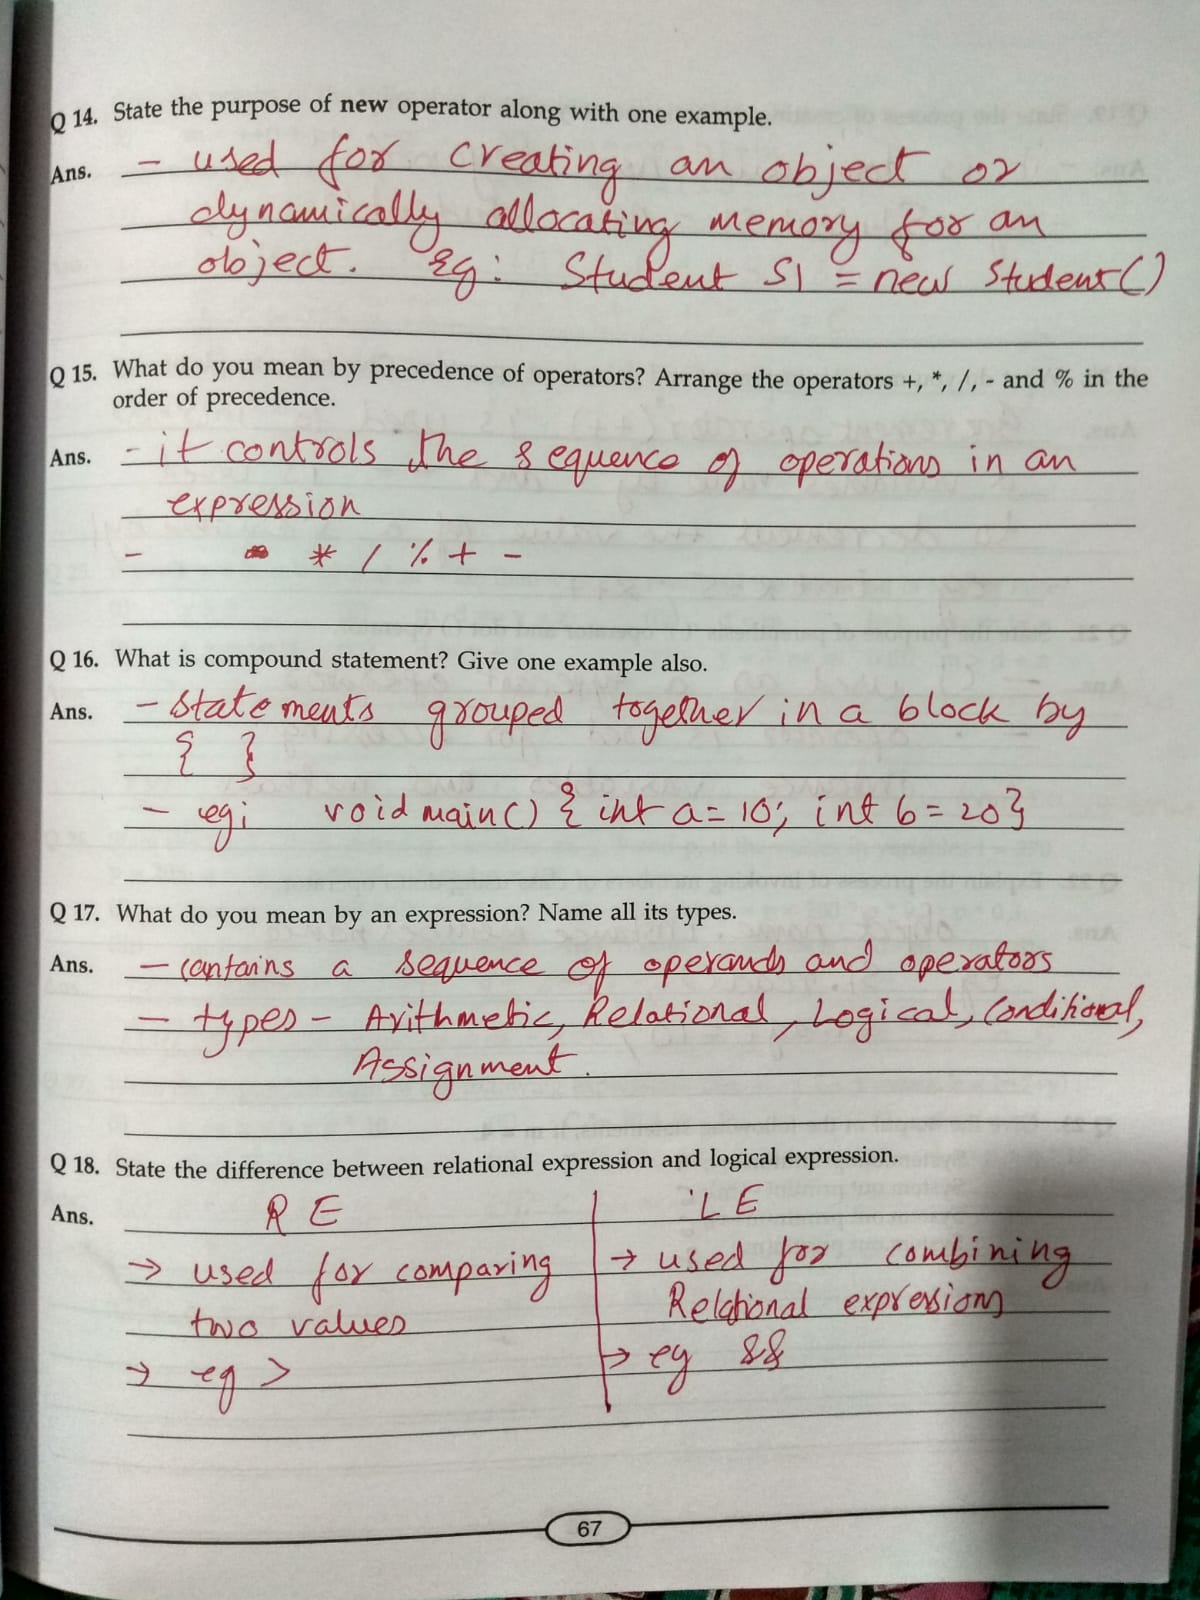 Q 14. State the purpose of new operator along with one example.
Ans. - used for creating an object or
dynamically allocating memory for an
object. Eg: Student S1 = new Student()
Q 15. What do you mean by precedence of operators? Arrange the operators +, *, /, - and % in the
order of precedence.
Ans. - it controls the sequence of operations in an
expression
- * / % + -
Q 16. What is compound statement? Give one example also.
Ans. - Statements grouped together in a block by
{ }
- eg: void main() { int a = 10; int b = 20}
Q 17. What do you mean by an expression? Name all its types.
Ans. - contains a sequence of operands and operators
- types - Arithmetic, Relational, Logical, Conditional,
Assignment.
Q 18. State the difference between relational expression and logical expression.
Ans. R E L E
→ used for comparing → used for combining
two values Relational expressions
→ eg > → eg &&
67